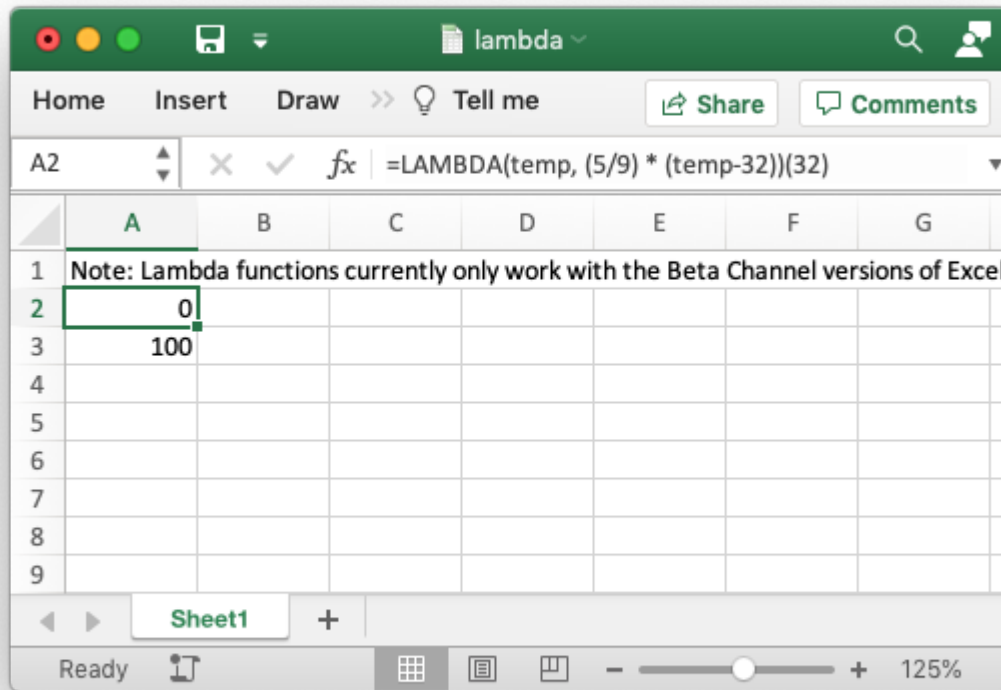 lambda
Home Insert Draw Tell me Share Comments
A2 fx =LAMBDA(temp, (5/9) * (temp-32))(32)
A B C D E F G
1 Note: Lambda functions currently only work with the Beta Channel versions of Excel
2 0
3 100
4
5
6
7
8
9
Sheet1 +
Ready − + 125%